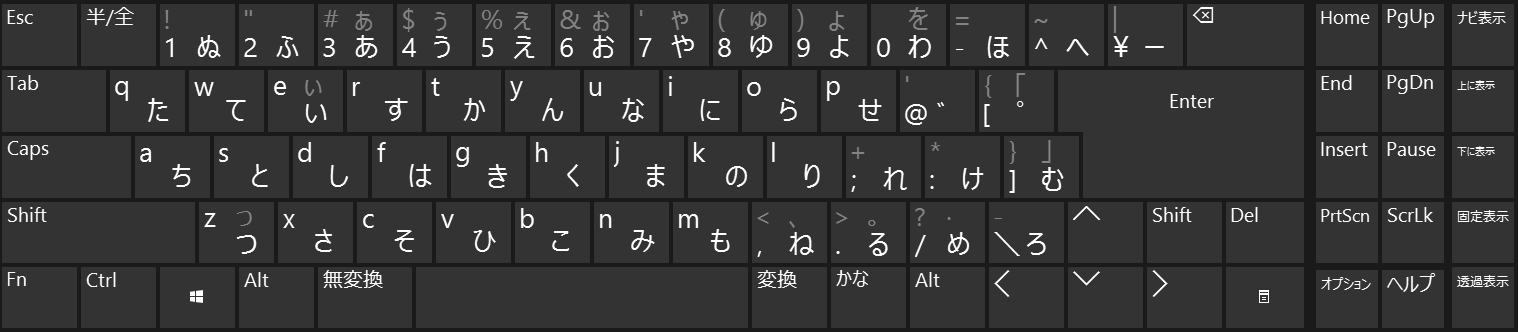 Esc 半/全 ! 1 ぬ " 2 ふ # ぁ 3 あ $ ぅ 4 う % ぇ 5 え & ぉ 6 お ' ゃ 7 や ( ゅ 8 ゆ ) ょ 9 よ を 0 わ = - ほ ~ ^ へ | ¥ ー Home PgUp ナビ表示
Tab q た w て e ぃ い r す t か y ん u な i に o ら p せ ' @ ゛ { 「 [ ゜ Enter End PgDn 上に表示
Caps a ち s と d し f は g き h く j ま k の l り + ; れ * : け } 」 ] む Insert Pause 下に表示
Shift z っ つ x さ c そ v ひ b こ n み m も < 、 , ね > 。 . る ? ・ / め _ \ ろ Shift Del PrtScn ScrLk 固定表示
Fn Ctrl Alt 無変換 変換 かな Alt オプション ヘルプ 透過表示